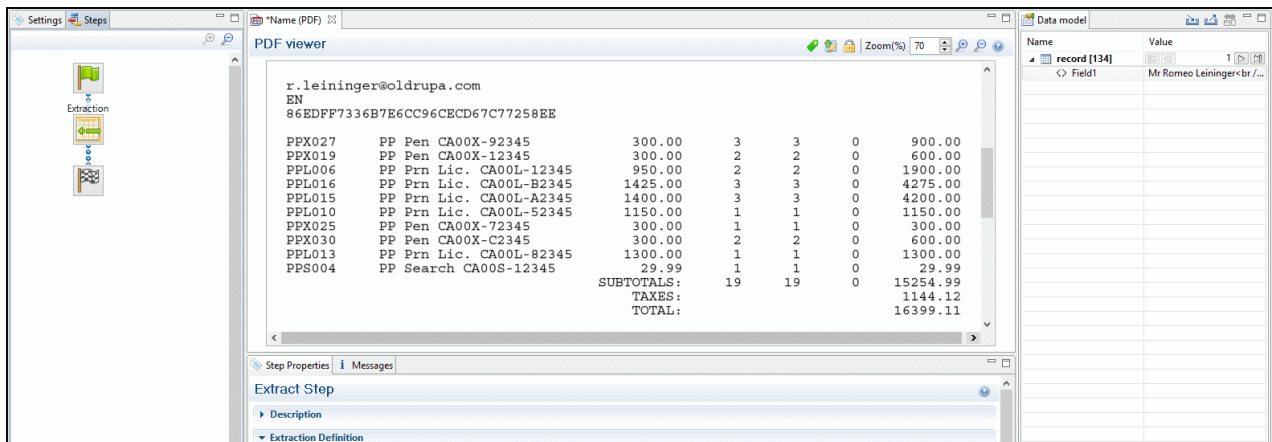 Settings Steps
Extraction
*Name (PDF)
PDF viewer Zoom(%) 70
r.leininger@oldrupa.com
EN
86EDFF7336B7E6CC96CECD67C77258EE
PPX027 PP Pen CA00X-92345 300.00 3 3 0 900.00
PPX019 PP Pen CA00X-12345 300.00 2 2 0 600.00
PPL006 PP Prn Lic. CA00L-12345 950.00 2 2 0 1900.00
PPL016 PP Prn Lic. CA00L-B2345 1425.00 3 3 0 4275.00
PPL015 PP Prn Lic. CA00L-A2345 1400.00 3 3 0 4200.00
PPL010 PP Prn Lic. CA00L-52345 1150.00 1 1 0 1150.00
PPX025 PP Pen CA00X-72345 300.00 1 1 0 300.00
PPX030 PP Pen CA00X-C2345 300.00 2 2 0 600.00
PPL013 PP Prn Lic. CA00L-82345 1300.00 1 1 0 1300.00
PPS004 PP Search CA00S-12345 29.99 1 1 0 29.99
SUBTOTALS: 19 19 0 15254.99
TAXES: 1144.12
TOTAL: 16399.11
Step Properties i Messages
Extract Step
Description
Extraction Definition
Data model
Name Value
record [134] 1
Field1 Mr Romeo Leininger<br /...